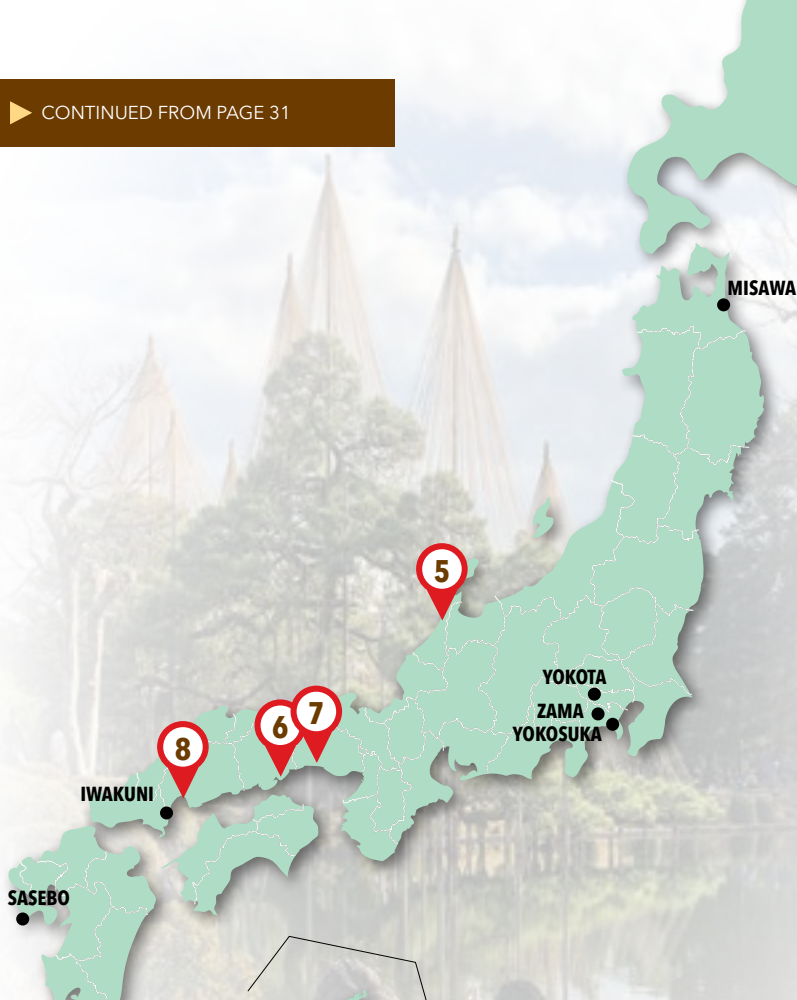 CONTINUED FROM PAGE 31
MISAWA
5
YOKOTA
ZAMA
YOKOSUKA
6
7
8
IWAKUNI
SASEBO